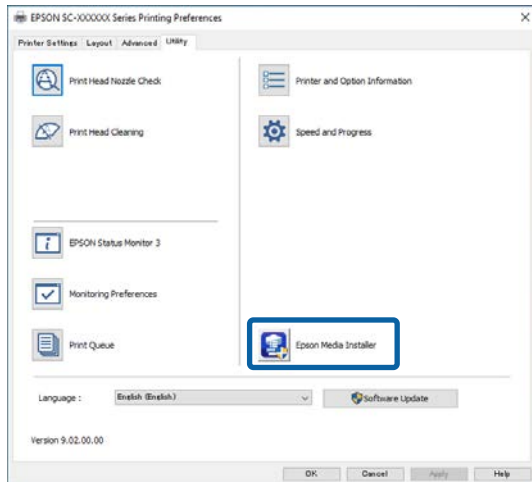 EPSON SC-XXXXXX Series Printing Preferences
Printer Settings Layout Advanced Utility
Print Head Nozzle Check
Printer and Option Information
Print Head Cleaning
Speed and Progress
EPSON Status Monitor 3
Monitoring Preferences
Print Queue
Epson Media Installer
Language : English (English) Software Update
Version 9.02.00.00
OK Cancel Apply Help